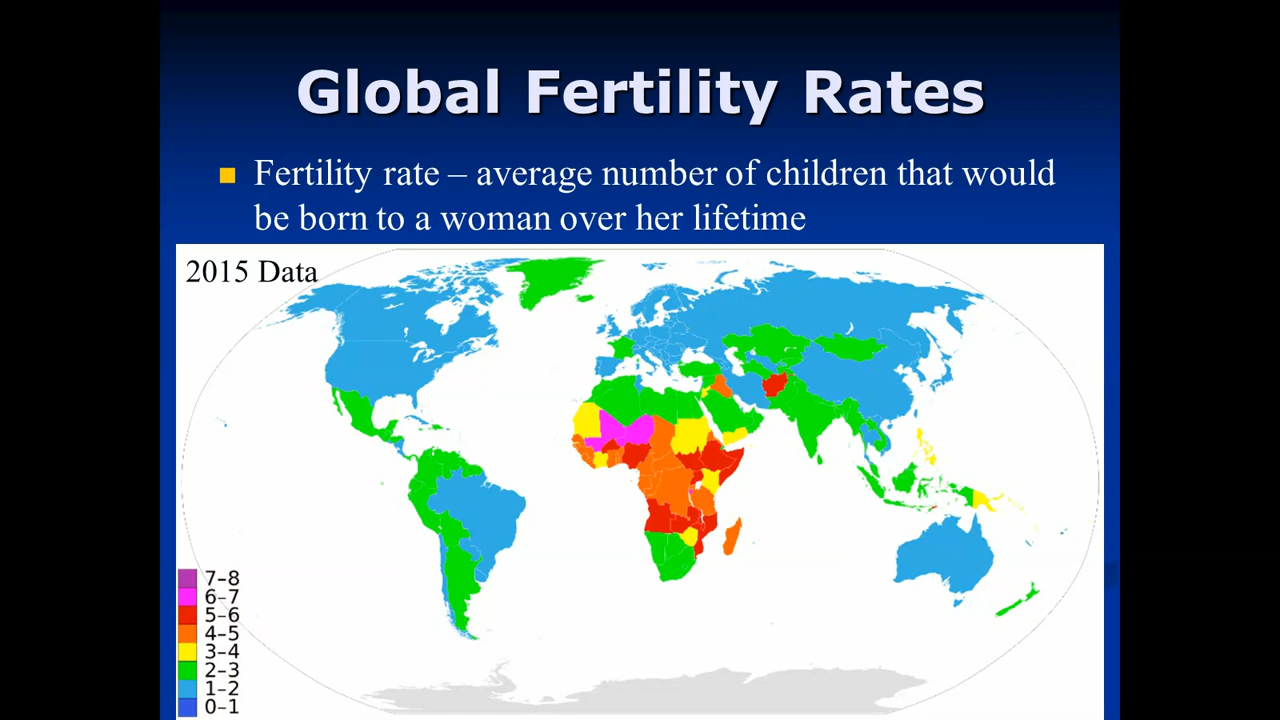 Global Fertility Rates
Fertility rate – average number of children that would
be born to a woman over her lifetime
2015 Data
7–8
6–7
5–6
4–5
3–4
2–3
1–2
0–1